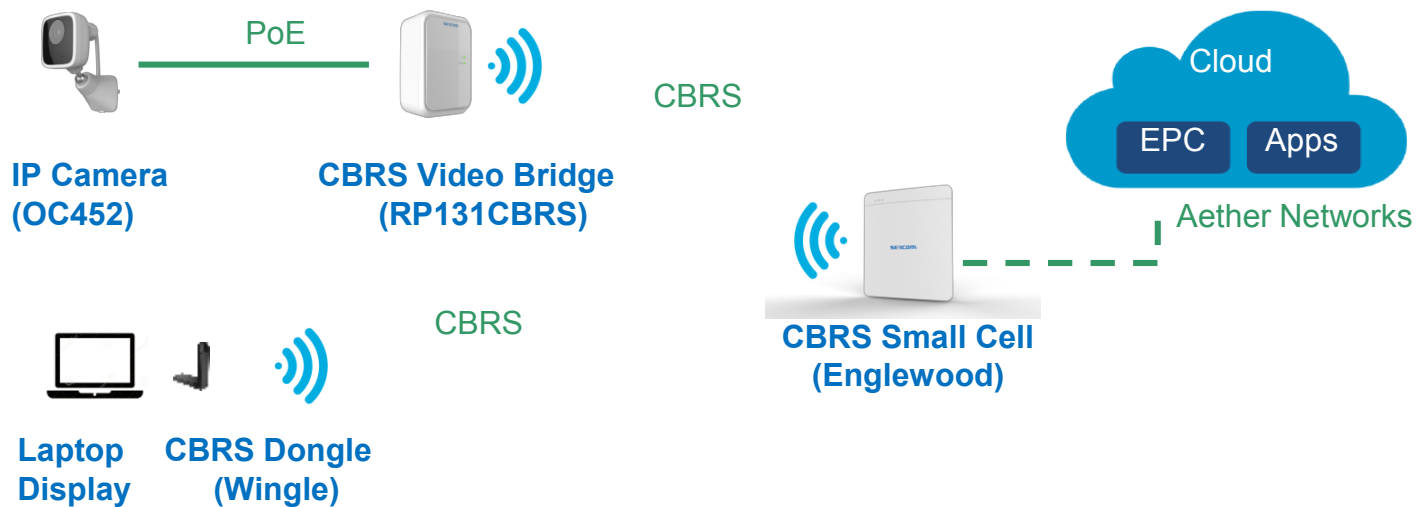 PoE
Cloud
CBRS
EPC
Apps
IP Camera
(OC452)
CBRS Video Bridge
(RP131CBRS)
Aether Networks
SERCOMM
CBRS
CBRS Small Cell
(Englewood)
Laptop
Display
CBRS Dongle
(Wingle)